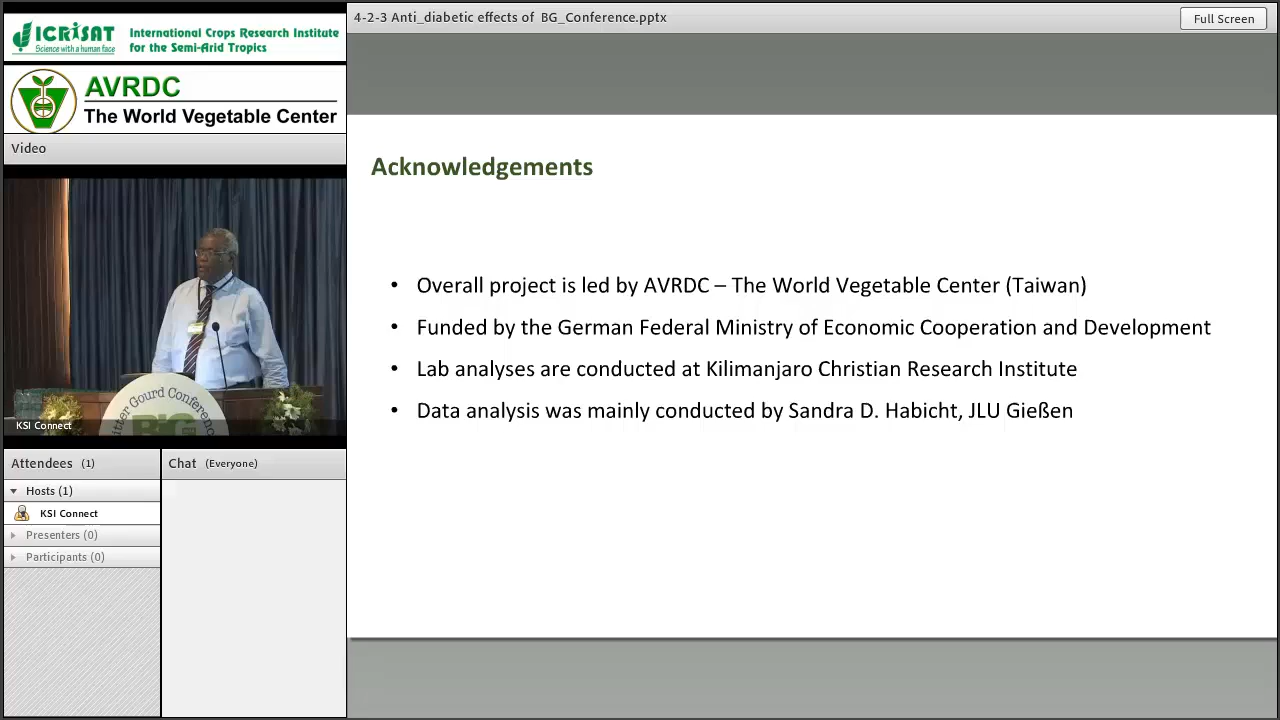 4-2-3 Anti_diabetic effects of BG_Conference.pptx
Full Screen
ICRISAT
Science with a human face
International Crops Research Institute
for the Semi-Arid Tropics
AVRDC
The World Vegetable Center
Video
Acknowledgements
• Overall project is led by AVRDC – The World Vegetable Center (Taiwan)
• Funded by the German Federal Ministry of Economic Cooperation and Development
• Lab analyses are conducted at Kilimanjaro Christian Research Institute
• Data analysis was mainly conducted by Sandra D. Habicht, JLU Gießen
Gourd
KSI Connect
Attendees (1)
Chat (Everyone)
Hosts (1)
KSI Connect
Presenters (0)
Participants (0)